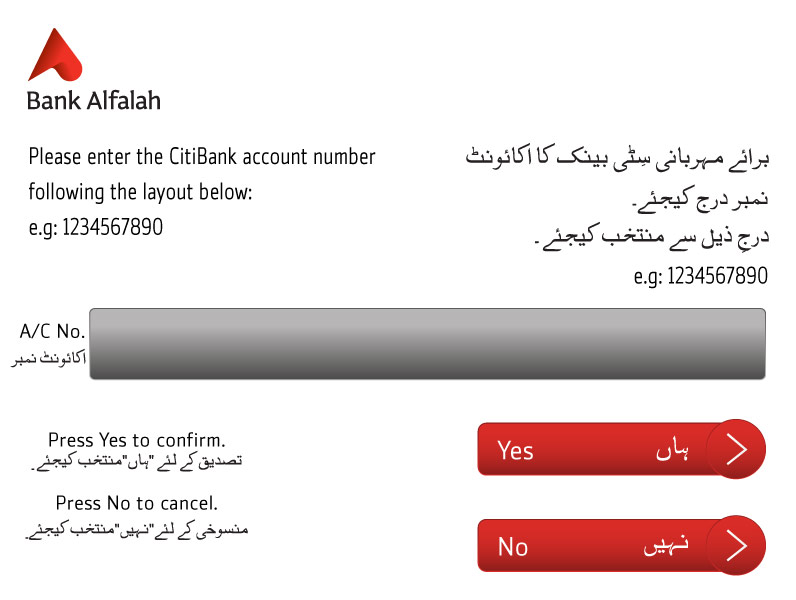 Bank Alfalah
Please enter the CitiBank account number
following the layout below:
e.g: 1234567890
برائے مہربانی سِٹی بینک کا اکائونٹ
نمبر درج کیجئے۔
درجِ ذیل سے منتخب کیجئے۔
e.g: 1234567890
A/C No.
اکائونٹ نمبر
Press Yes to confirm.
تصدیق کے لئے "ہاں" منتخب کیجئے۔
Yes ہاں
Press No to cancel.
منسوخی کے لئے "نہیں" منتخب کیجئے۔
No نہیں